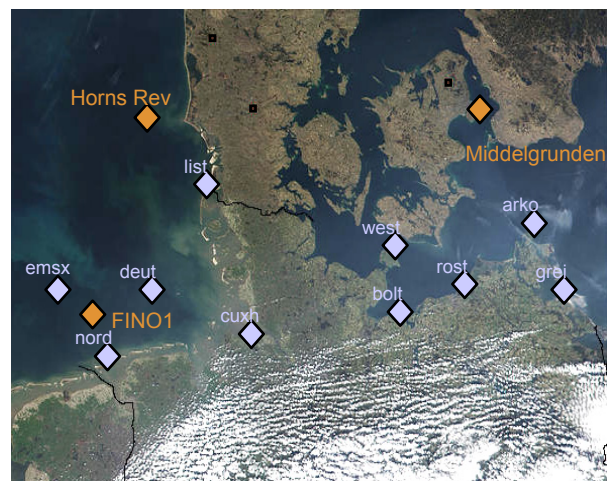 Horns Rev
Middelgrunden
list
arko
west
emsx
deut
rost
grei
bolt
FINO1
cuxh
nord